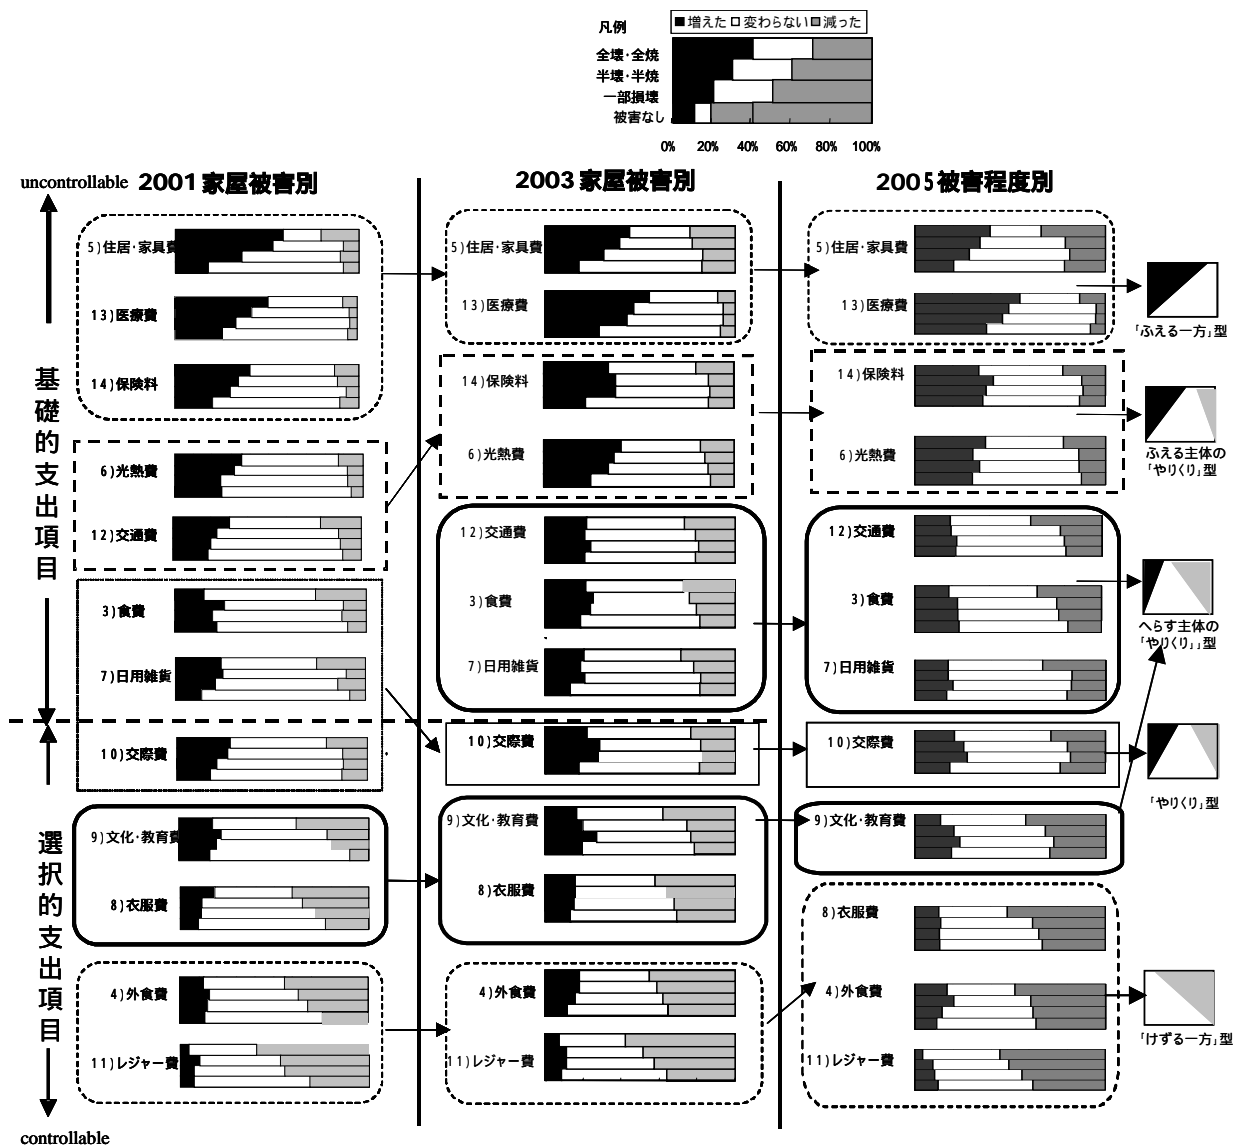 凡例
■増えた □変わらない ■減った
全壊・全焼
半壊・半焼
一部損壊
被害なし
0% 20% 40% 60% 80% 100%
uncontrollable
2001家屋被害別
5)住居・家具費
13)医療費
14)保険料
6)光熱費
12)交通費
3)食費
7)日用雑貨
10)交際費
9)文化・教育費
8)衣服費
4)外食費
11)レジャー費
基礎的支出項目
選択的支出項目
controllable
2003家屋被害別
5)住居・家具費
13)医療費
14)保険料
6)光熱費
12)交通費
3)食費
7)日用雑貨
10)交際費
9)文化・教育費
8)衣服費
4)外食費
11)レジャー費
2005被害程度別
5)住居・家具費
13)医療費
14)保険料
6)光熱費
12)交通費
3)食費
7)日用雑貨
10)交際費
9)文化・教育費
8)衣服費
4)外食費
11)レジャー費
「ふえる一方」型
ふえる主体の
「やりくり」型
へらす主体の
「やりくり」」型
「やりくり」型
「けずる一方」型